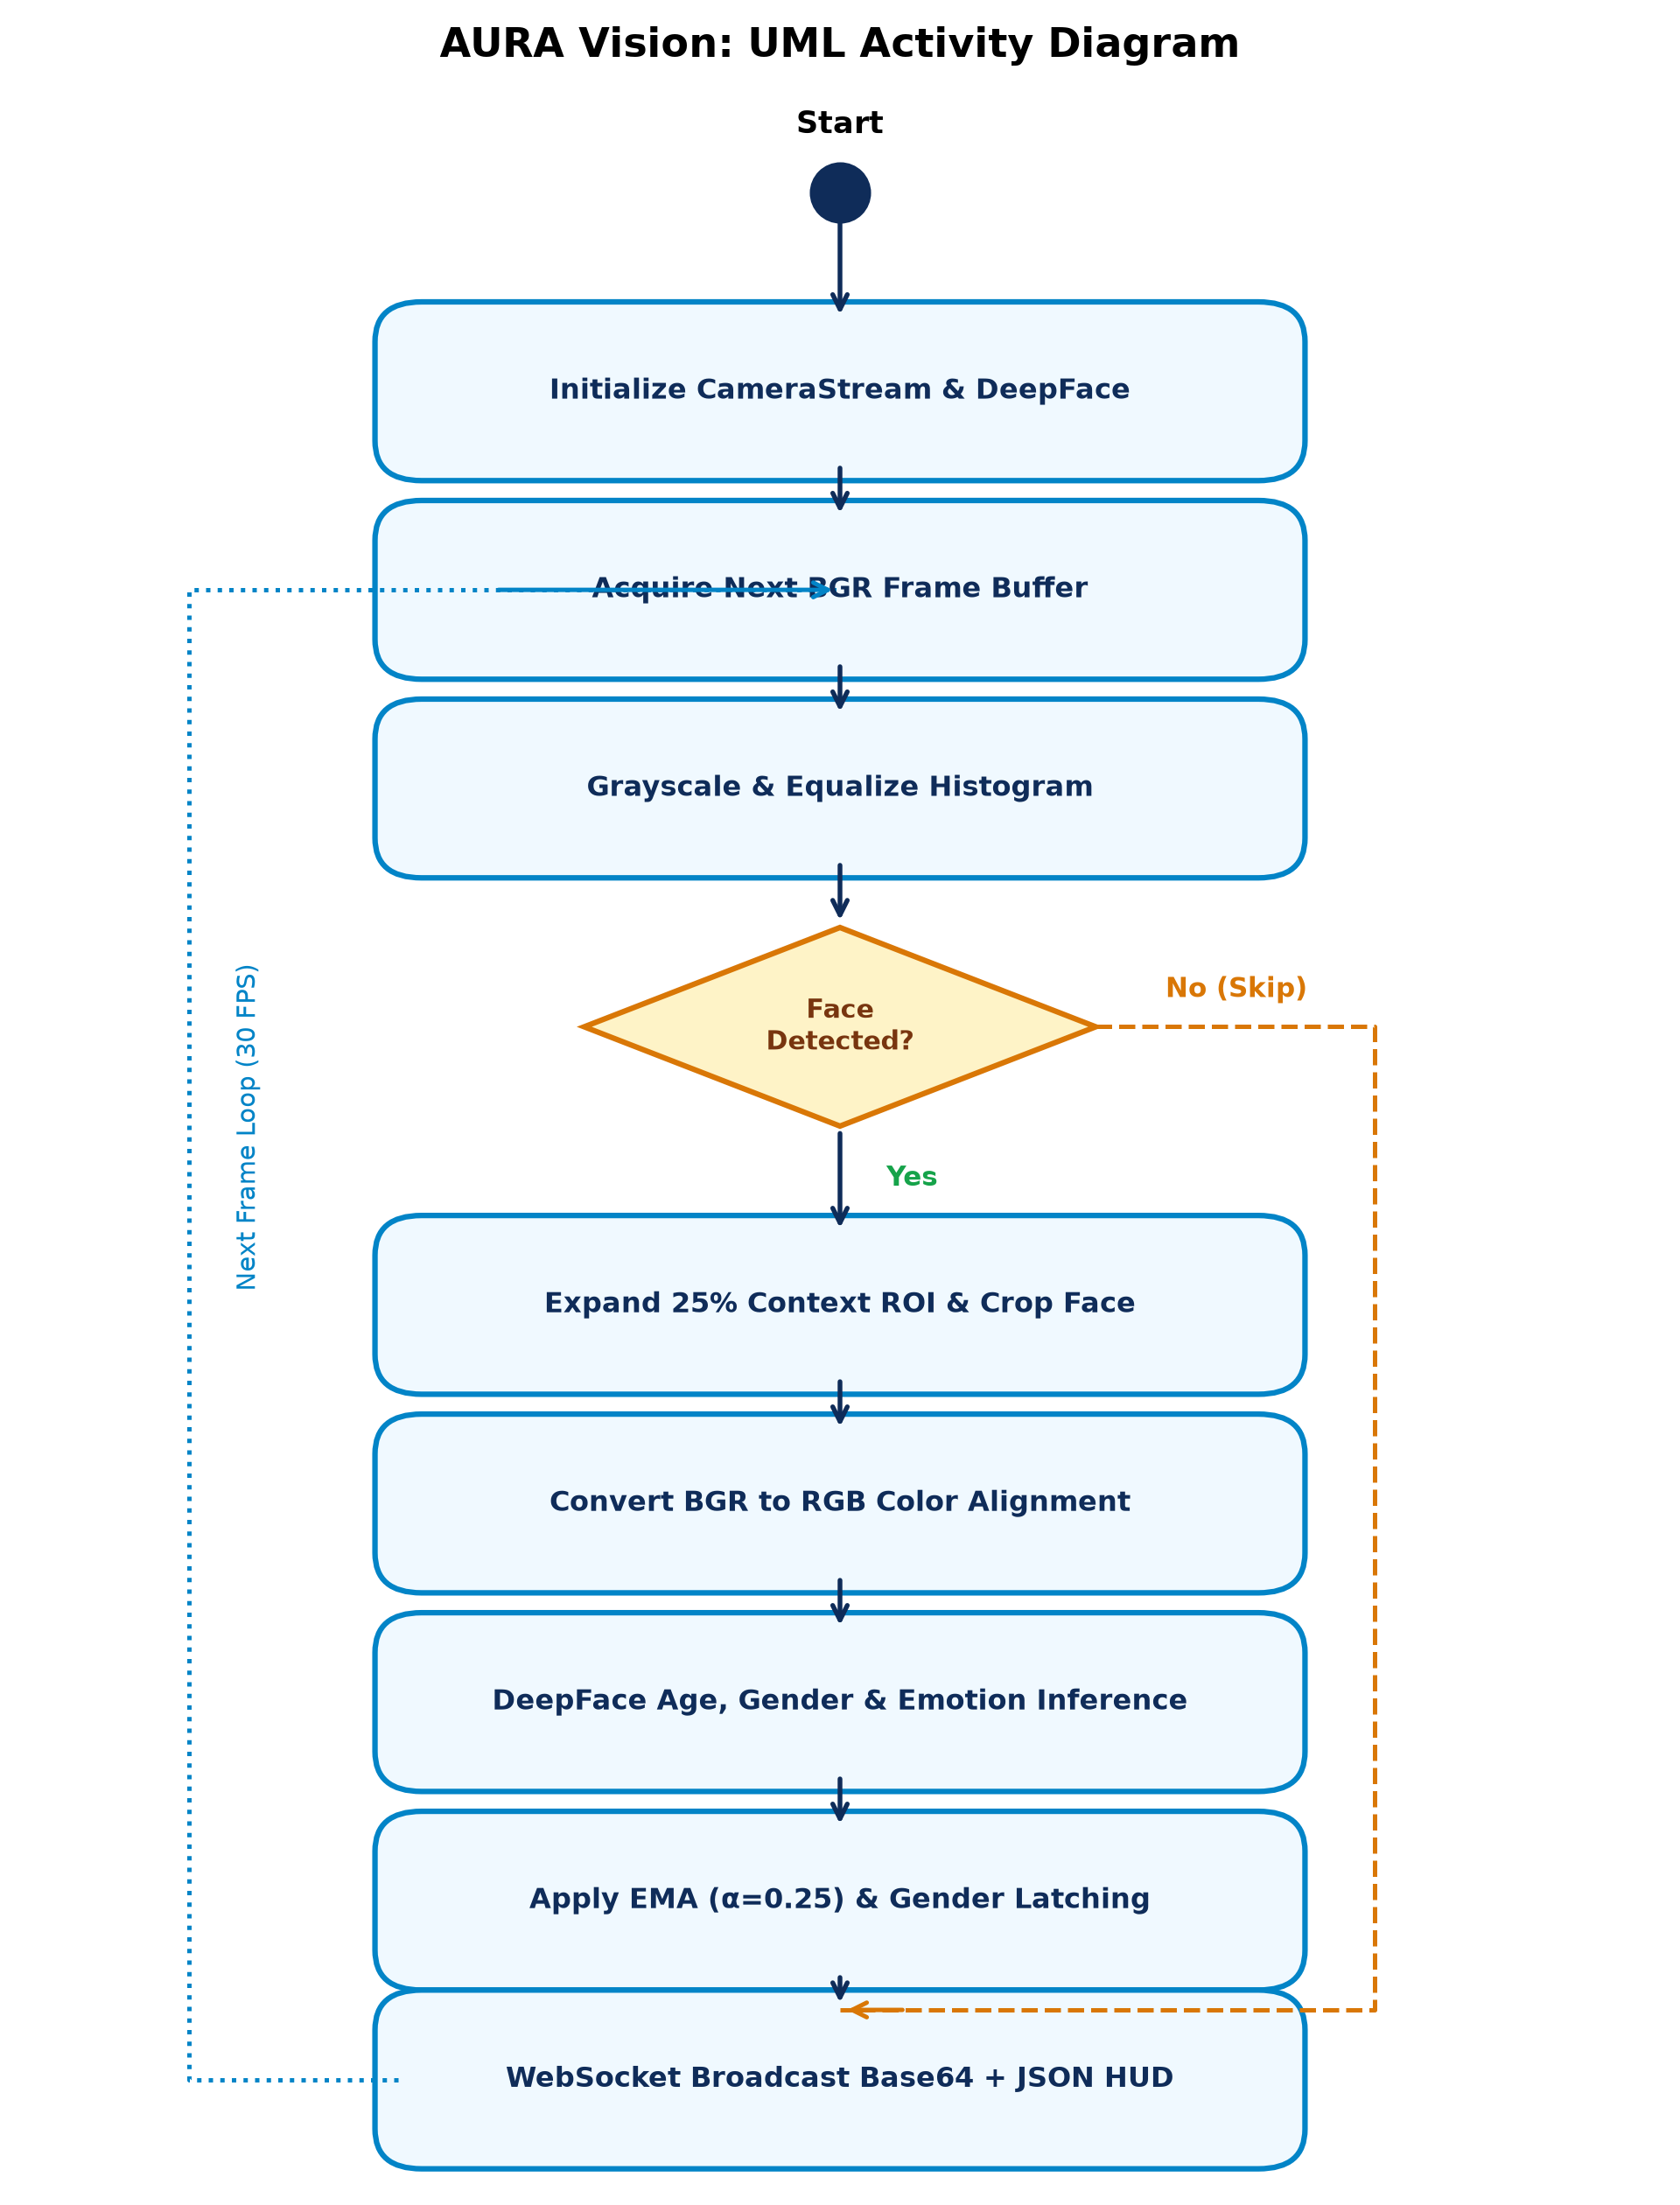 AURA Vision: UML Activity Diagram
Start
Initialize CameraStream & DeepFace
Acquire Next BGR Frame Buffer
Grayscale & Equalize Histogram
Face
Detected?
No (Skip)
Yes
Next Frame Loop (30 FPS)
Expand 25% Context ROI & Crop Face
Convert BGR to RGB Color Alignment
DeepFace Age, Gender & Emotion Inference
Apply EMA (α=0.25) & Gender Latching
WebSocket Broadcast Base64 + JSON HUD